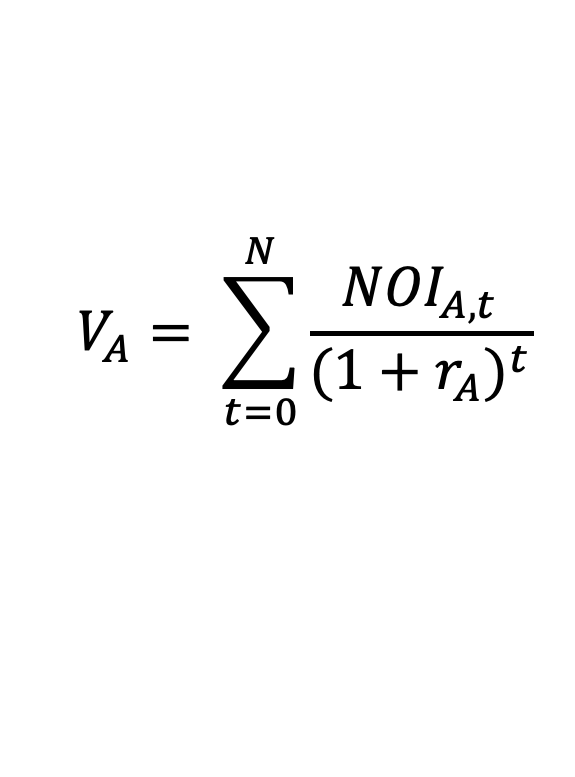 V_A = \sum_{t=0}^{N} \frac{NOI_{A,t}}{(1 + r_A)^t}